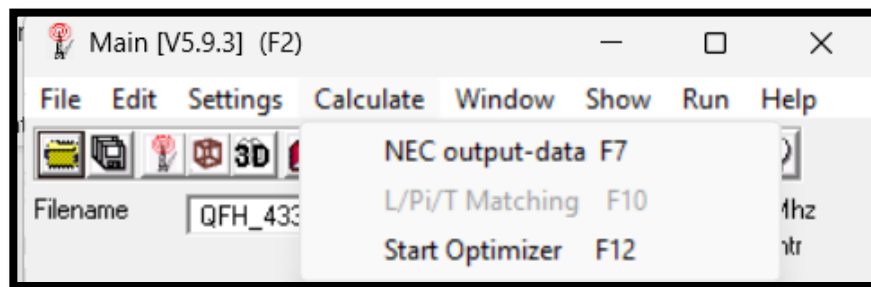 Main [V5.9.3] (F2)
File Edit Settings Calculate Window Show Run Help
3D
NEC output-data F7
L/Pi/T Matching F10
Start Optimizer F12
Filename QFH_433
Mhz